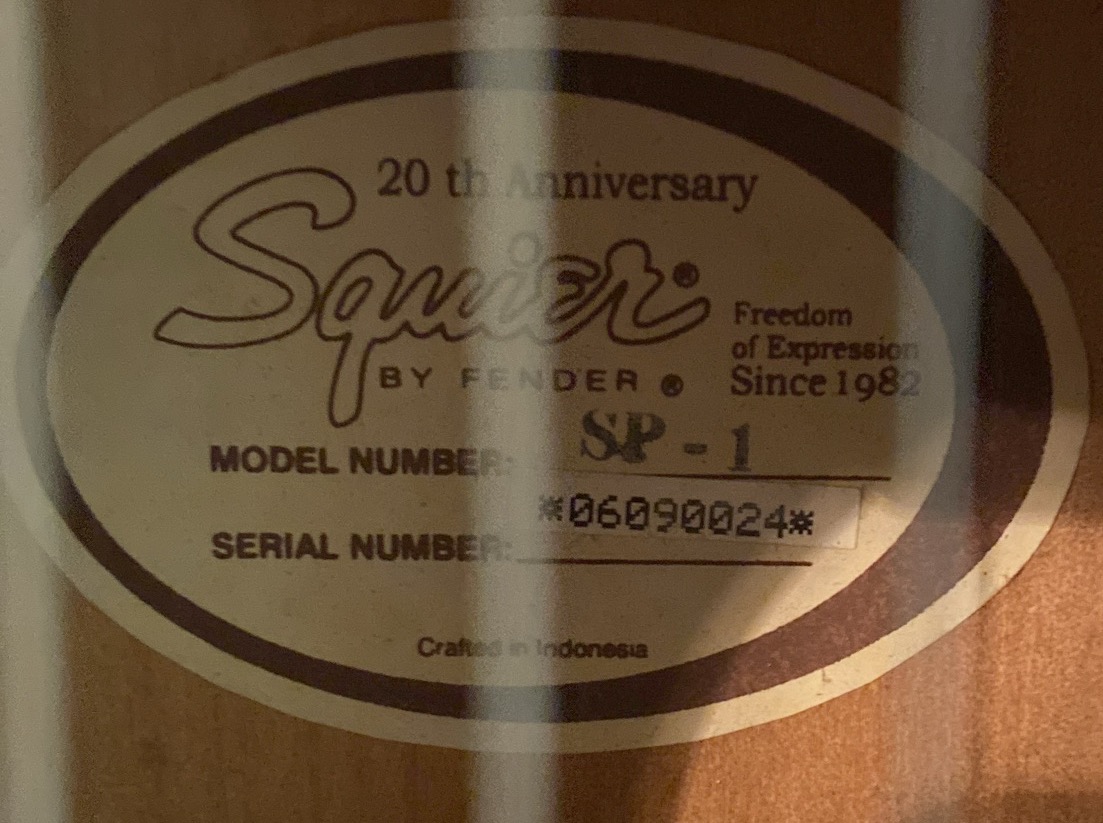 20 th Anniversary
Squier®
BY FENDER ®
Freedom
of Expression
Since 1982
MODEL NUMBER: SP - 1
SERIAL NUMBER: *06090024*
Crafted in Indonesia